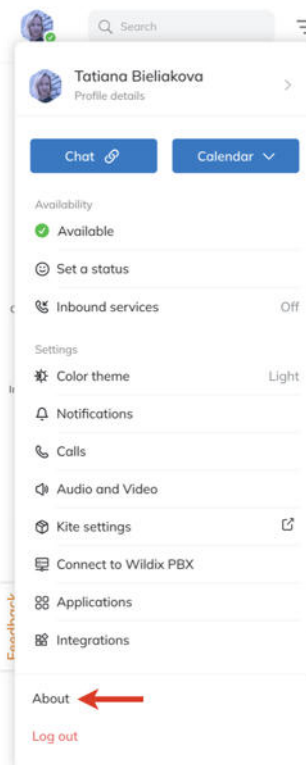 Search
Tatiana Bieliakova
Profile details
Chat
Calendar
Availability
Available
Set a status
Inbound services Off
Settings
Color theme Light
Notifications
Calls
Audio and Video
Kite settings
Connect to Wildix PBX
Applications
Integrations
Feedback
About
Log out